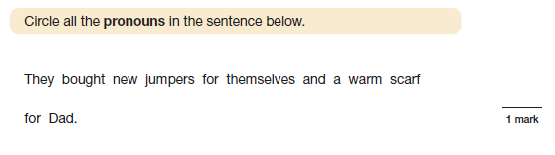 Circle all the pronouns in the sentence below.
They bought new jumpers for themselves and a warm scarf
for Dad.
1 mark